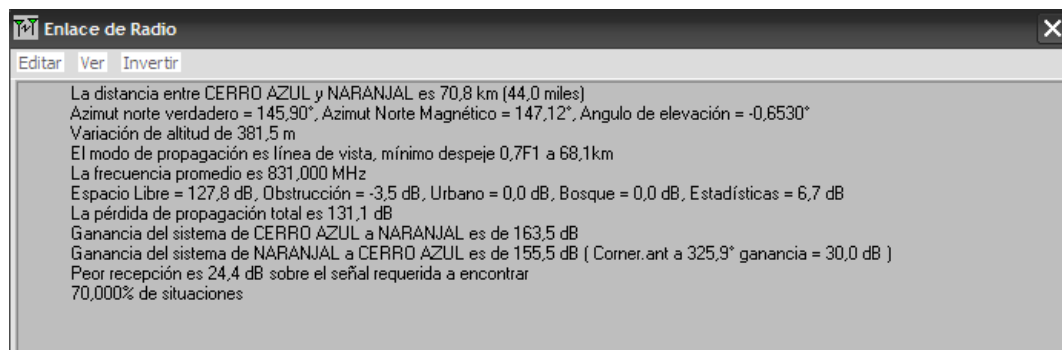 Enlace de Radio
Editar Ver Invertir
La distancia entre CERRO AZUL y NARANJAL es 70,8 km (44,0 miles)
Azimut norte verdadero = 145,90°, Azimut Norte Magnético = 147,12°, Angulo de elevación = -0,6530°
Variación de altitud de 381,5 m
El modo de propagación es línea de vista, mínimo despeje 0,7F1 a 68,1km
La frecuencia promedio es 831,000 MHz
Espacio Libre = 127,8 dB, Obstrucción = -3,5 dB, Urbano = 0,0 dB, Bosque = 0,0 dB, Estadísticas = 6,7 dB
La pérdida de propagación total es 131,1 dB
Ganancia del sistema de CERRO AZUL a NARANJAL es de 163,5 dB
Ganancia del sistema de NARANJAL a CERRO AZUL es de 155,5 dB ( Corner.ant a 325,9° ganancia = 30,0 dB )
Peor recepción es 24,4 dB sobre el señal requerida a encontrar
70,000% de situaciones